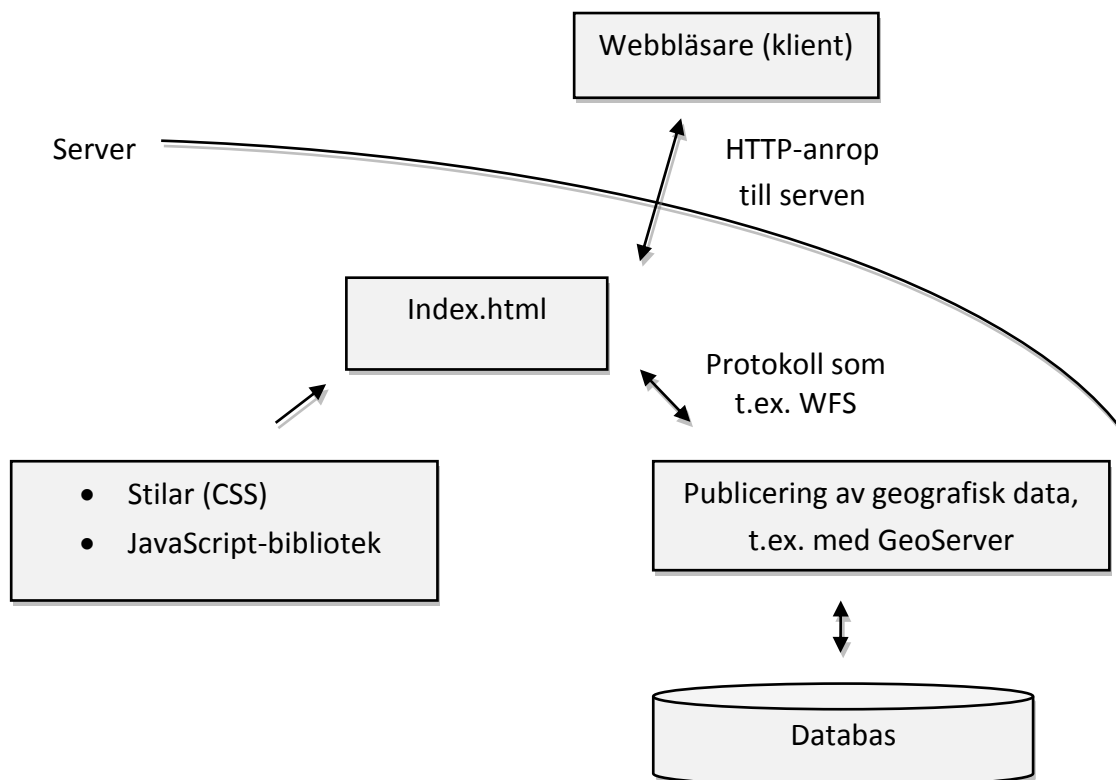 Webbläsare (klient)
Server
HTTP-anrop
till serven
Index.html
Protokoll som
t.ex. WFS
• Stilar (CSS)
• JavaScript-bibliotek
Publicering av geografisk data,
t.ex. med GeoServer
Databas